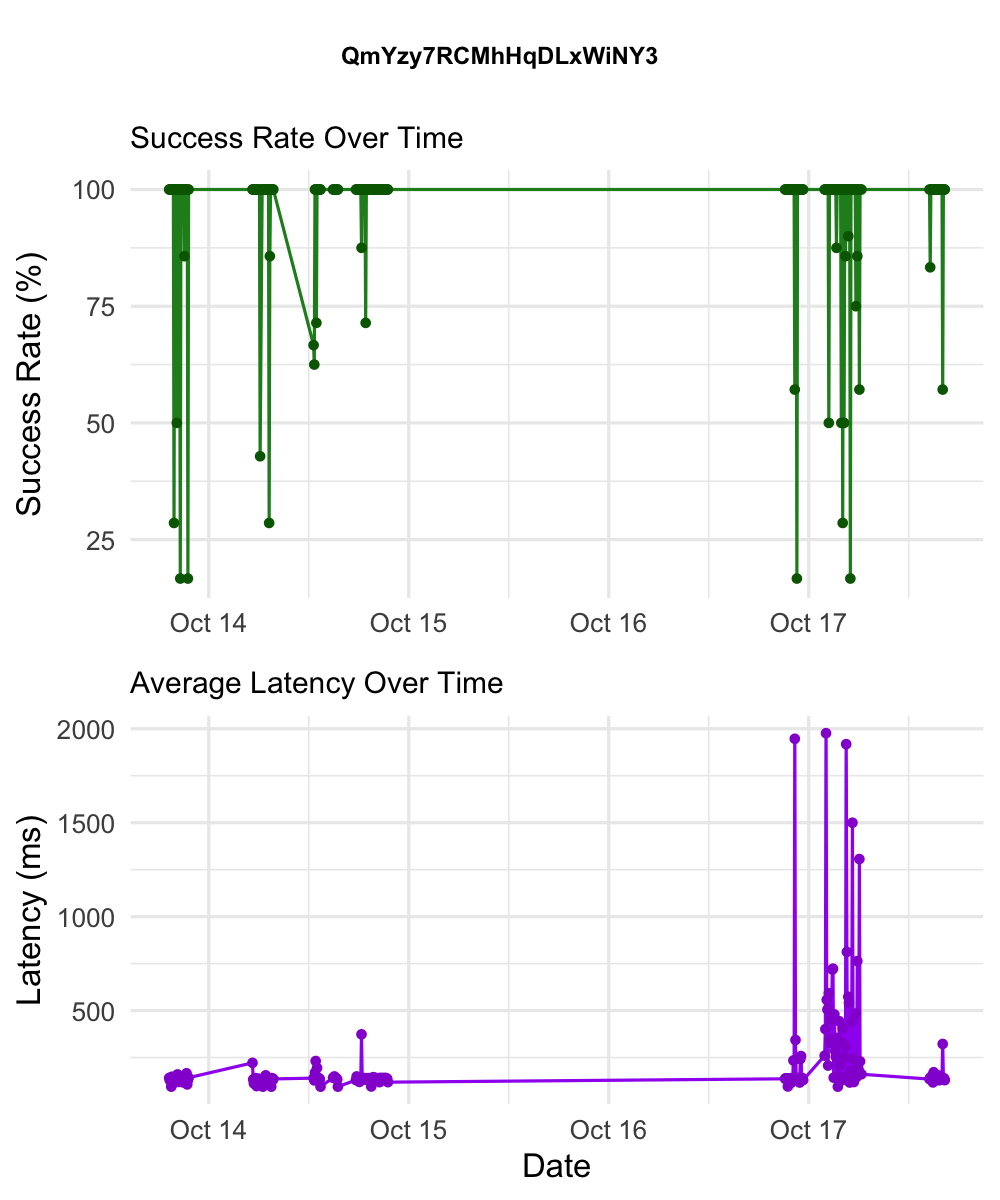 QmYzy7RCMhHqDLxWiNY3
Success Rate Over Time
Success Rate (%)
100
75
50
25
Oct 14 Oct 15 Oct 16 Oct 17
Average Latency Over Time
Latency (ms)
2000
1500
1000
500
Oct 14 Oct 15 Oct 16 Oct 17
Date